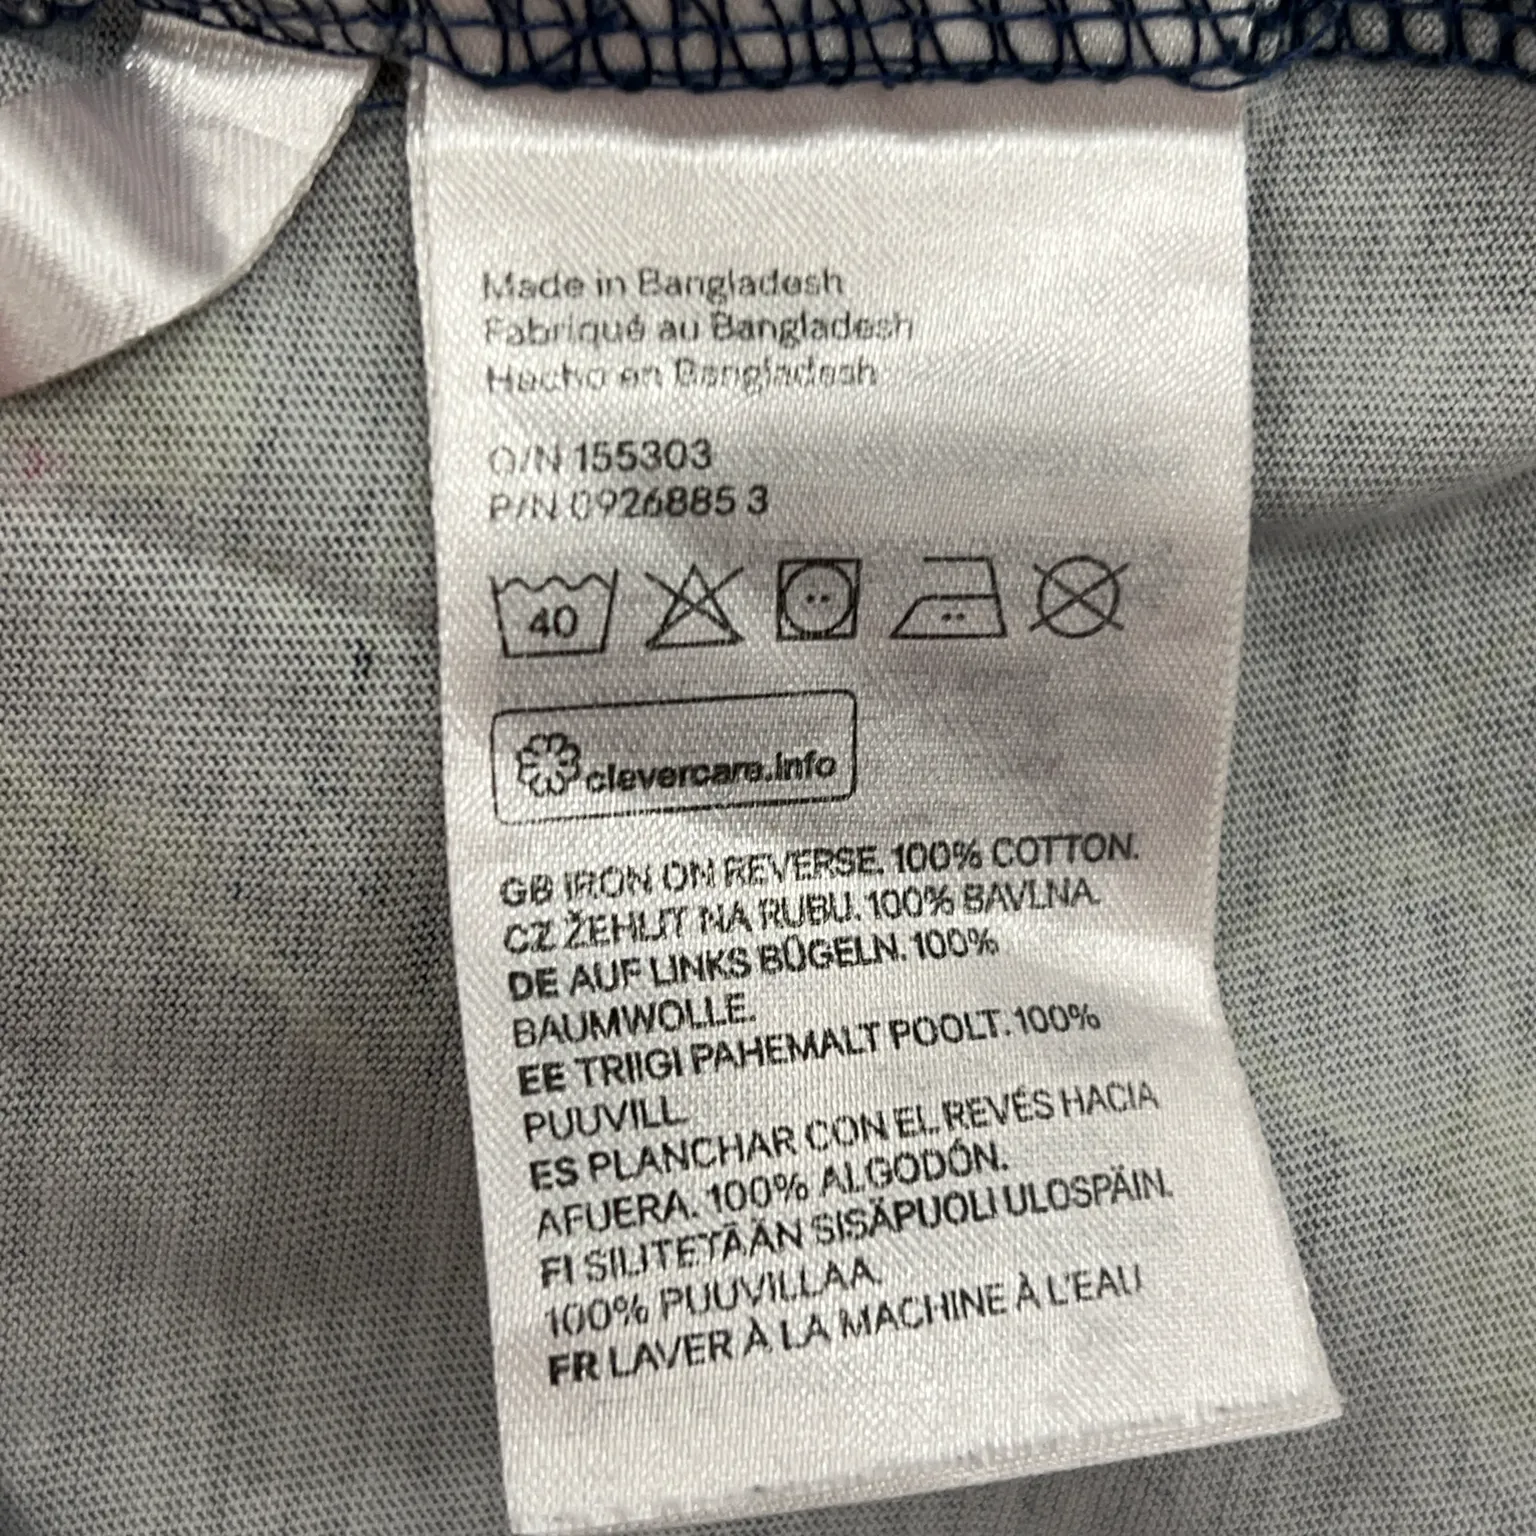 Made in Bangladesh
Fabriqué au Bangladesh
Hecho en Bangladesh
O/N 155303
P/N 0926885 3
40
clevercare.info
GB IRON ON REVERSE. 100% COTTON.
CZ ŽEHLIT NA RUBU. 100% BAVLNA.
DE AUF LINKS BÜGELN. 100%
BAUMWOLLE.
EE TRIIGI PAHEMALT POOLT. 100%
PUUVILL.
ES PLANCHAR CON EL REVÉS HACIA
AFUERA. 100% ALGODÓN.
FI SILITETÄÄN SISÄPUOLI ULOSPÄIN.
100% PUUVILLAA.
FR LAVER À LA MACHINE À L'EAU